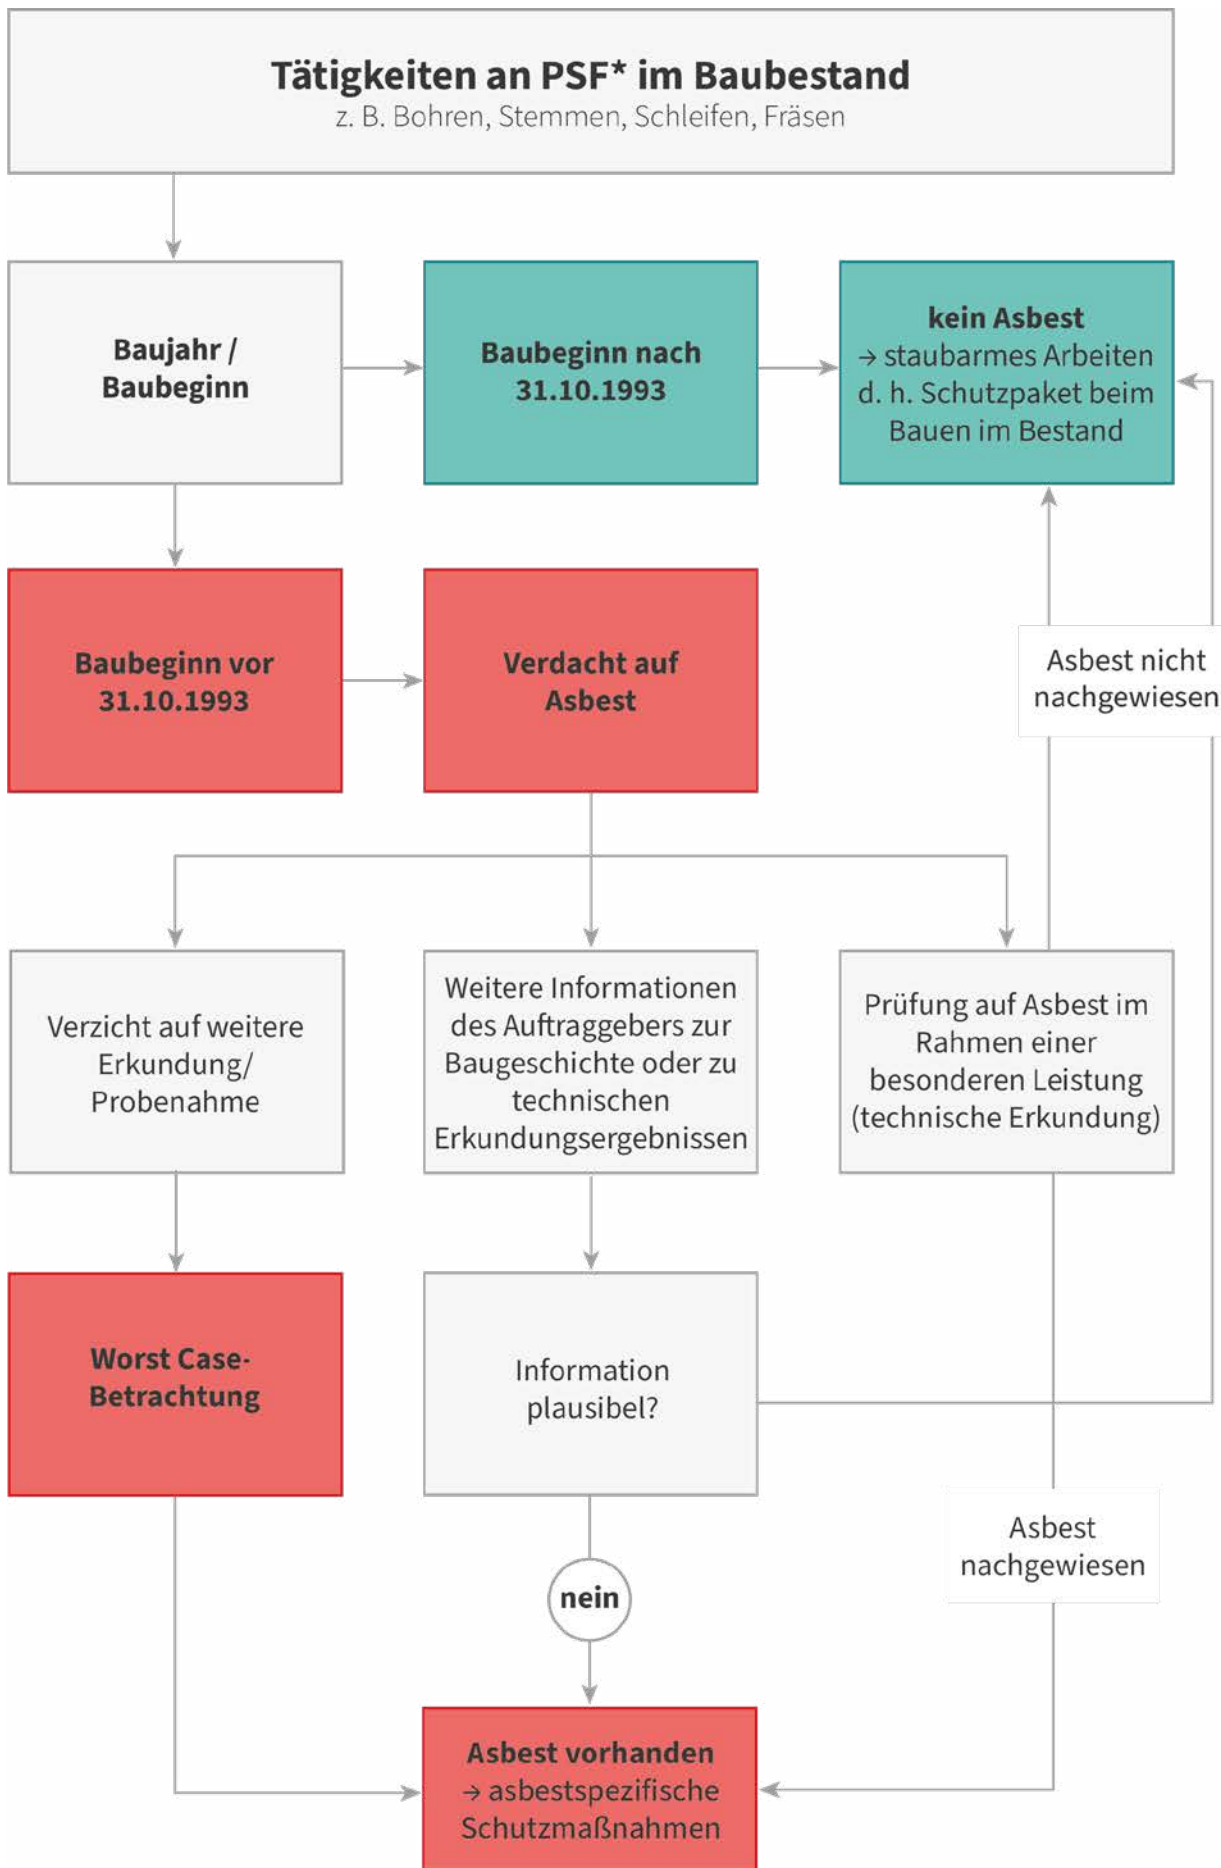 Tätigkeiten an PSF* im Baubestand
z. B. Bohren, Stemmen, Schleifen, Fräsen
Baujahr /
Baubeginn
Baubeginn nach
31.10.1993
kein Asbest
→ staubarmes Arbeiten
d. h. Schutzpaket beim
Bauen im Bestand
Baubeginn vor
31.10.1993
Verdacht auf
Asbest
Asbest nicht
nachgewiesen
Verzicht auf weitere
Erkundung/
Probenahme
Weitere Informationen
des Auftraggebers zur
Baugeschichte oder zu
technischen
Erkundungsergebnissen
Prüfung auf Asbest im
Rahmen einer
besonderen Leistung
(technische Erkundung)
Worst Case-
Betrachtung
Information
plausibel?
Asbest
nachgewiesen
nein
Asbest vorhanden
→ asbestspezifische
Schutzmaßnahmen